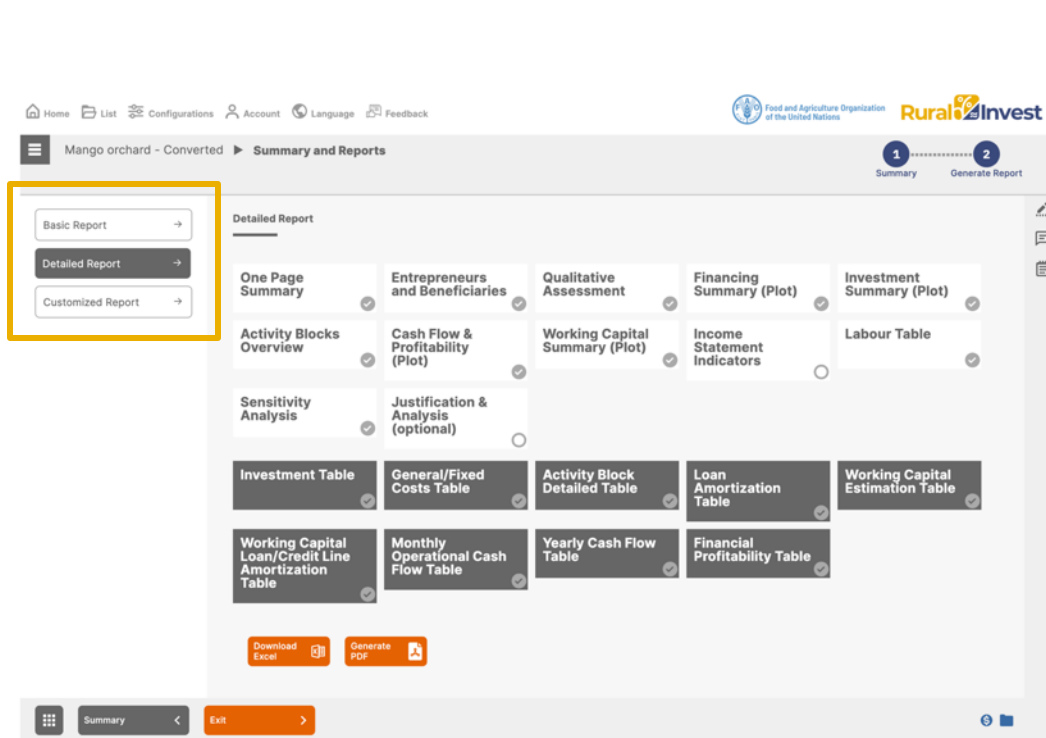 Home List Configurations Account Language Feedback
FAO
Food and Agriculture Organization
of the United Nations
Rural%Invest
Mango orchard - Converted ▶ Summary and Reports
1 2
Summary Generate Report
Basic Report →
Detailed Report →
Customized Report →
Detailed Report
One Page
Summary
Entrepreneurs
and Beneficiaries
Qualitative
Assessment
Financing
Summary (Plot)
Investment
Summary (Plot)
Activity Blocks
Overview
Cash Flow &
Profitability
(Plot)
Working Capital
Summary (Plot)
Income
Statement
Indicators
Labour Table
Sensitivity
Analysis
Justification &
Analysis
(optional)
Investment Table
General/Fixed
Costs Table
Activity Block
Detailed Table
Loan
Amortization
Table
Working Capital
Estimation Table
Working Capital
Loan/Credit Line
Amortization
Table
Monthly
Operational Cash
Flow Table
Yearly Cash Flow
Table
Financial
Profitability Table
Download
Excel
Generate
PDF
Summary
Exit
$